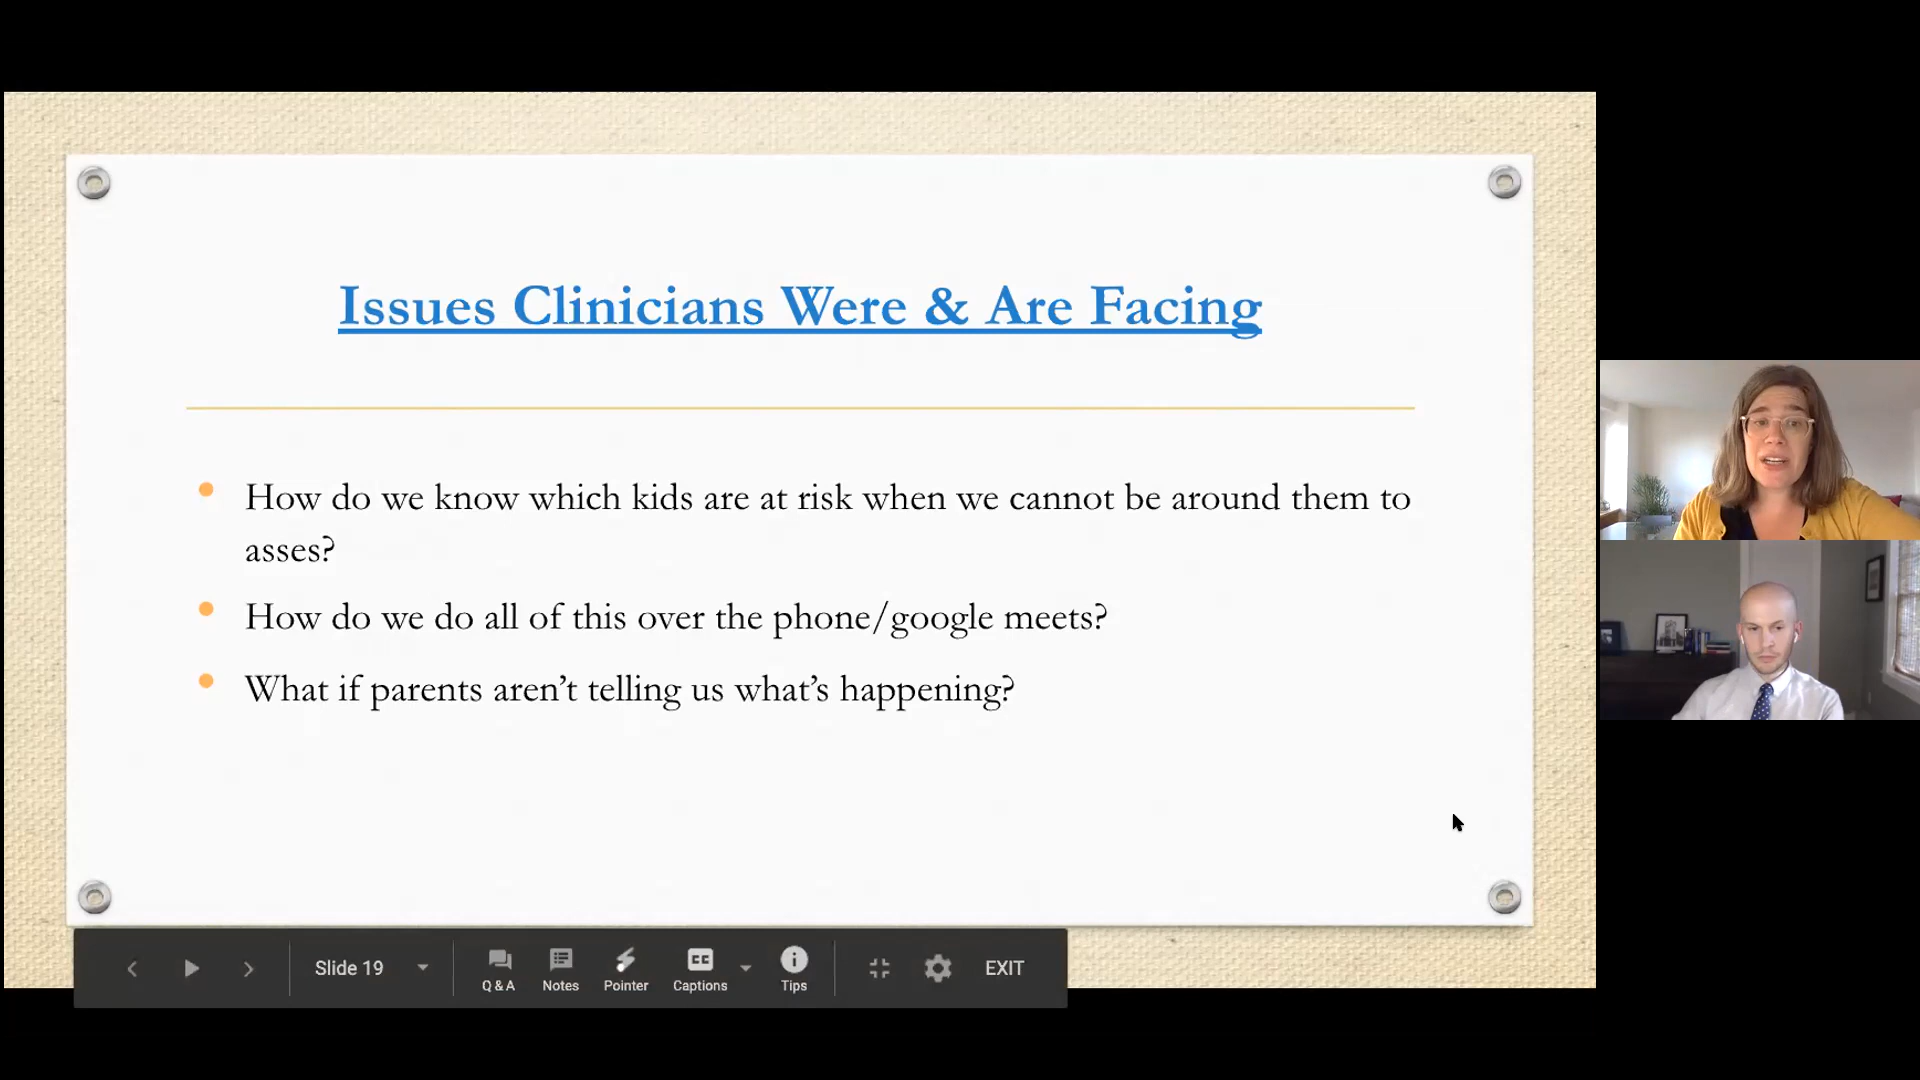 Issues Clinicians Were & Are Facing
How do we know which kids are at risk when we cannot be around them to
asses?
How do we do all of this over the phone/google meets?
What if parents aren’t telling us what’s happening?
Slide 19
Q & A
Notes
Pointer
CC
Captions
Tips
EXIT